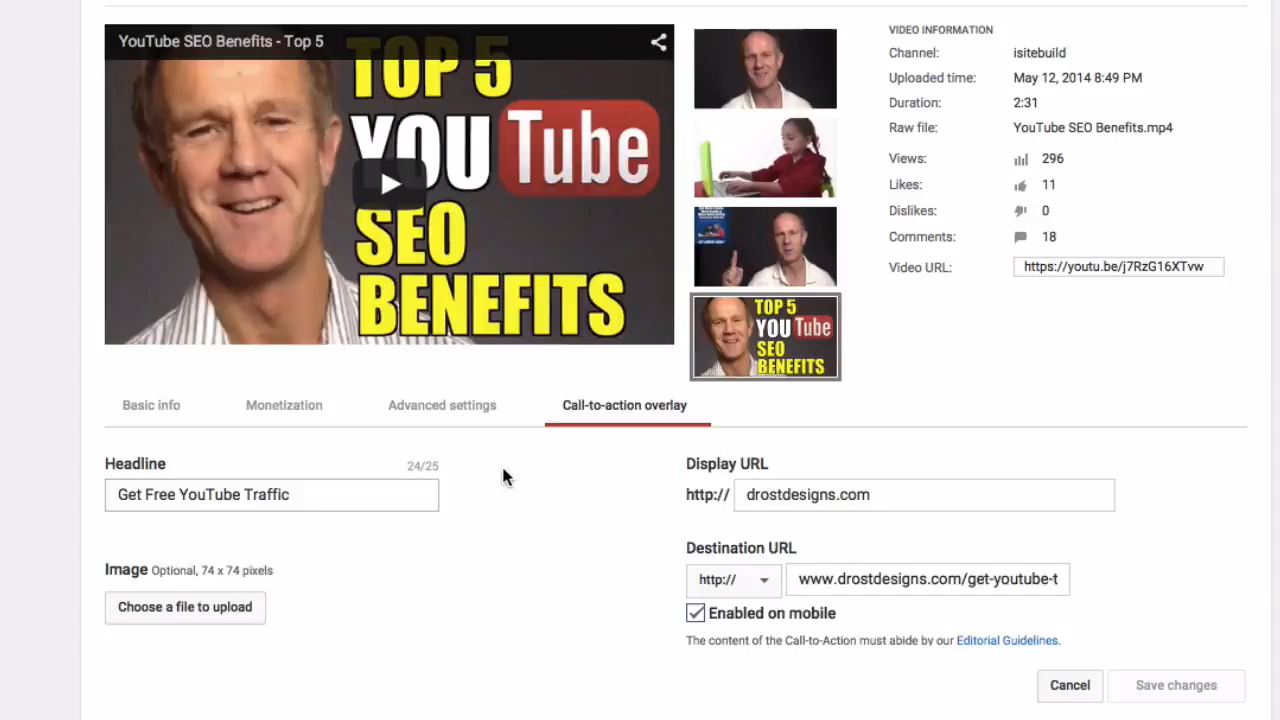 YouTube SEO Benefits - Top 5
TOP 5
YOU Tube
SEO
BENEFITS
TOP 5
YOU Tube
SEO
BENEFITS
VIDEO INFORMATION
Channel: isitebuild
Uploaded time: May 12, 2014 8:49 PM
Duration: 2:31
Raw file: YouTube SEO Benefits.mp4
Views: 296
Likes: 11
Dislikes: 0
Comments: 18
Video URL: https://youtu.be/j7RzG16XTvw
Basic info Monetization Advanced settings Call-to-action overlay
Headline 24/25
Get Free YouTube Traffic
Image Optional, 74 x 74 pixels
Choose a file to upload
Display URL
http:// drostdesigns.com
Destination URL
http:// www.drostdesigns.com/get-youtube-t
Enabled on mobile
The content of the Call-to-Action must abide by our Editorial Guidelines.
Cancel Save changes